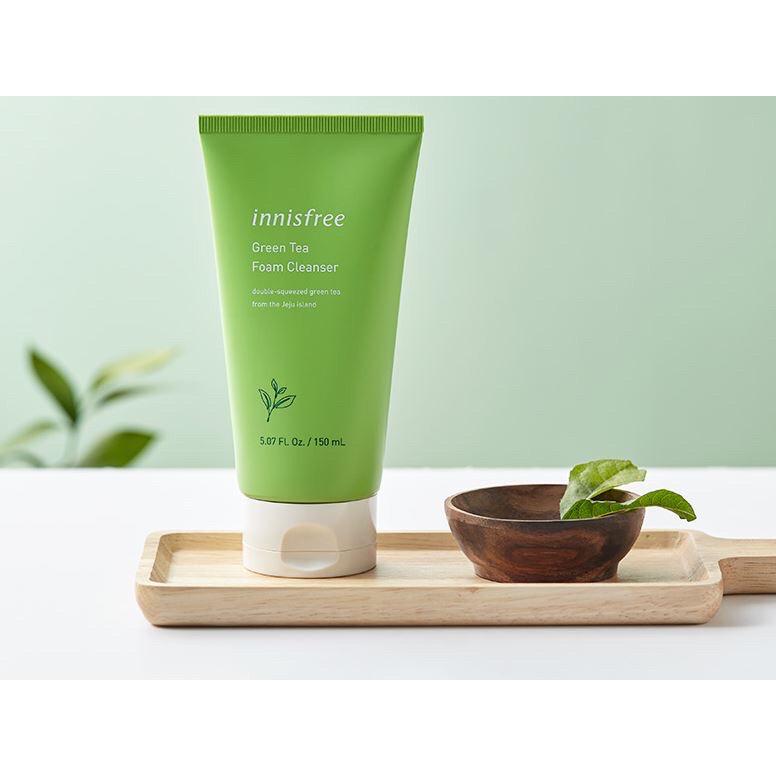 innisfree
Green Tea
Foam Cleanser
double-squeezed green tea
from the Jeju island
5.07 FL. Oz. / 150 mL